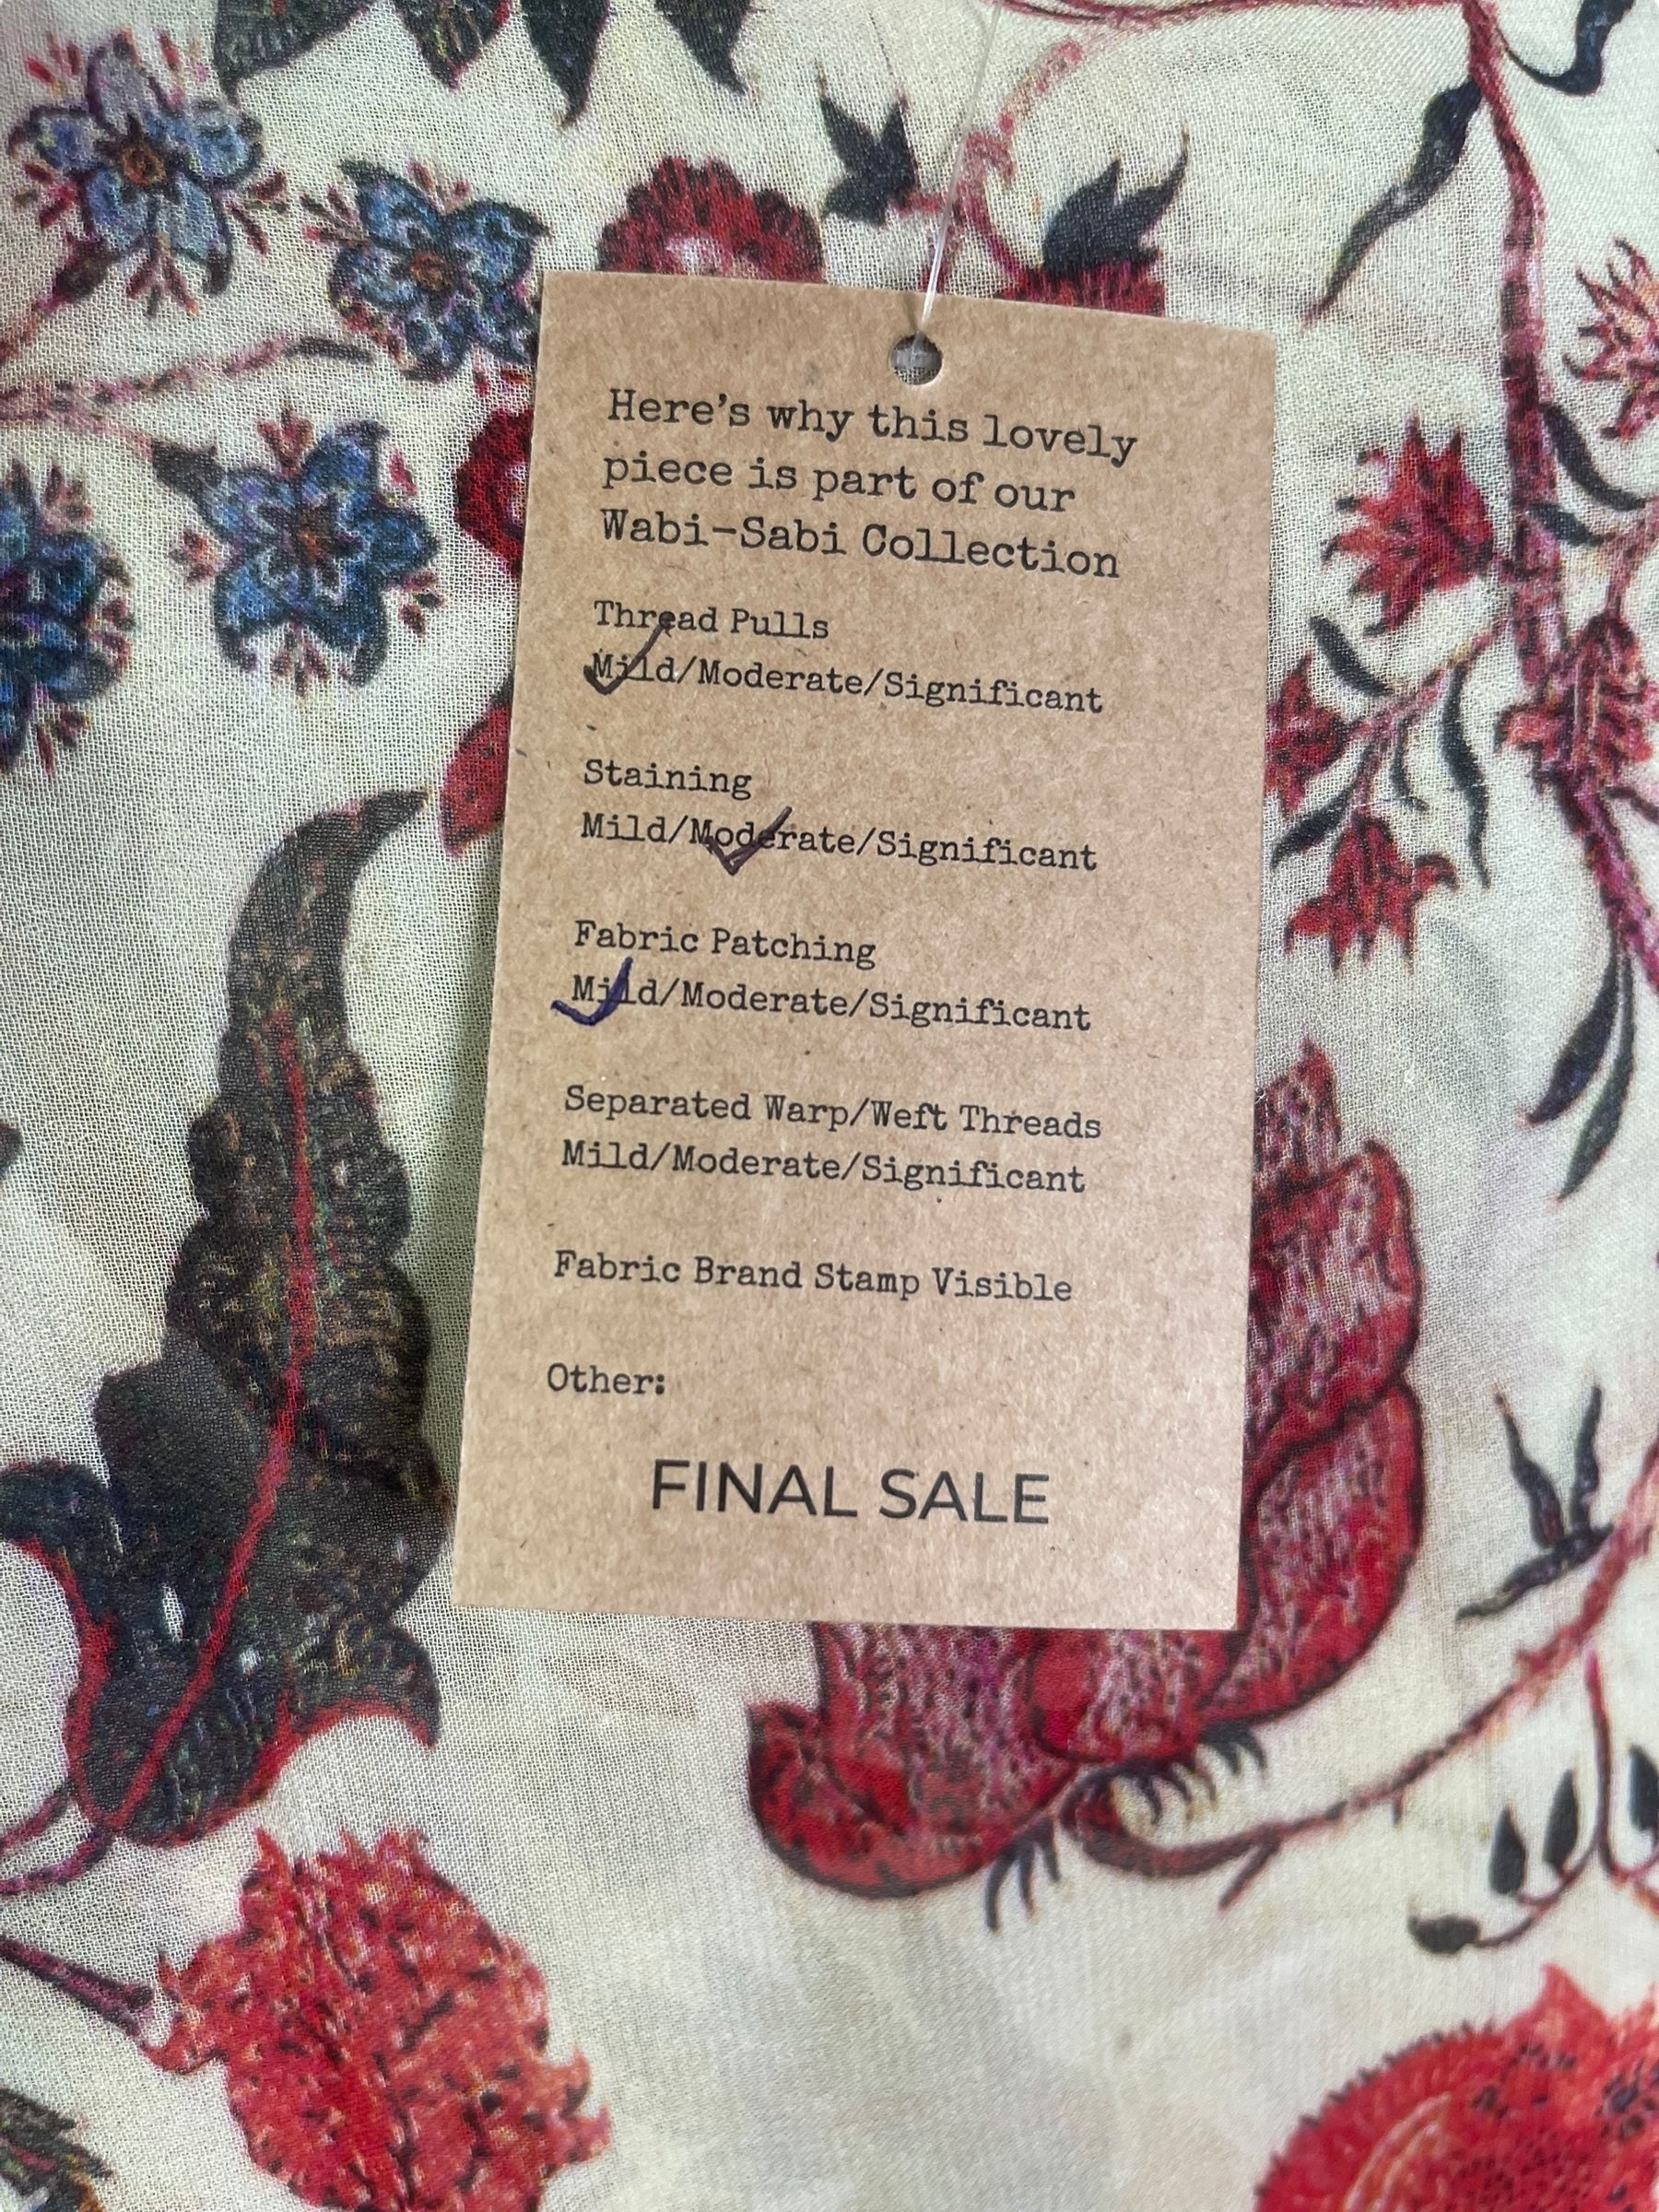 Here's why this lovely
piece is part of our
Wabi-Sabi Collection
Thread Pulls
Mild/Moderate/Significant
Staining
Mild/Moderate/Significant
Fabric Patching
Mild/Moderate/Significant
Separated Warp/Weft Threads
Mild/Moderate/Significant
Fabric Brand Stamp Visible
Other:
FINAL SALE